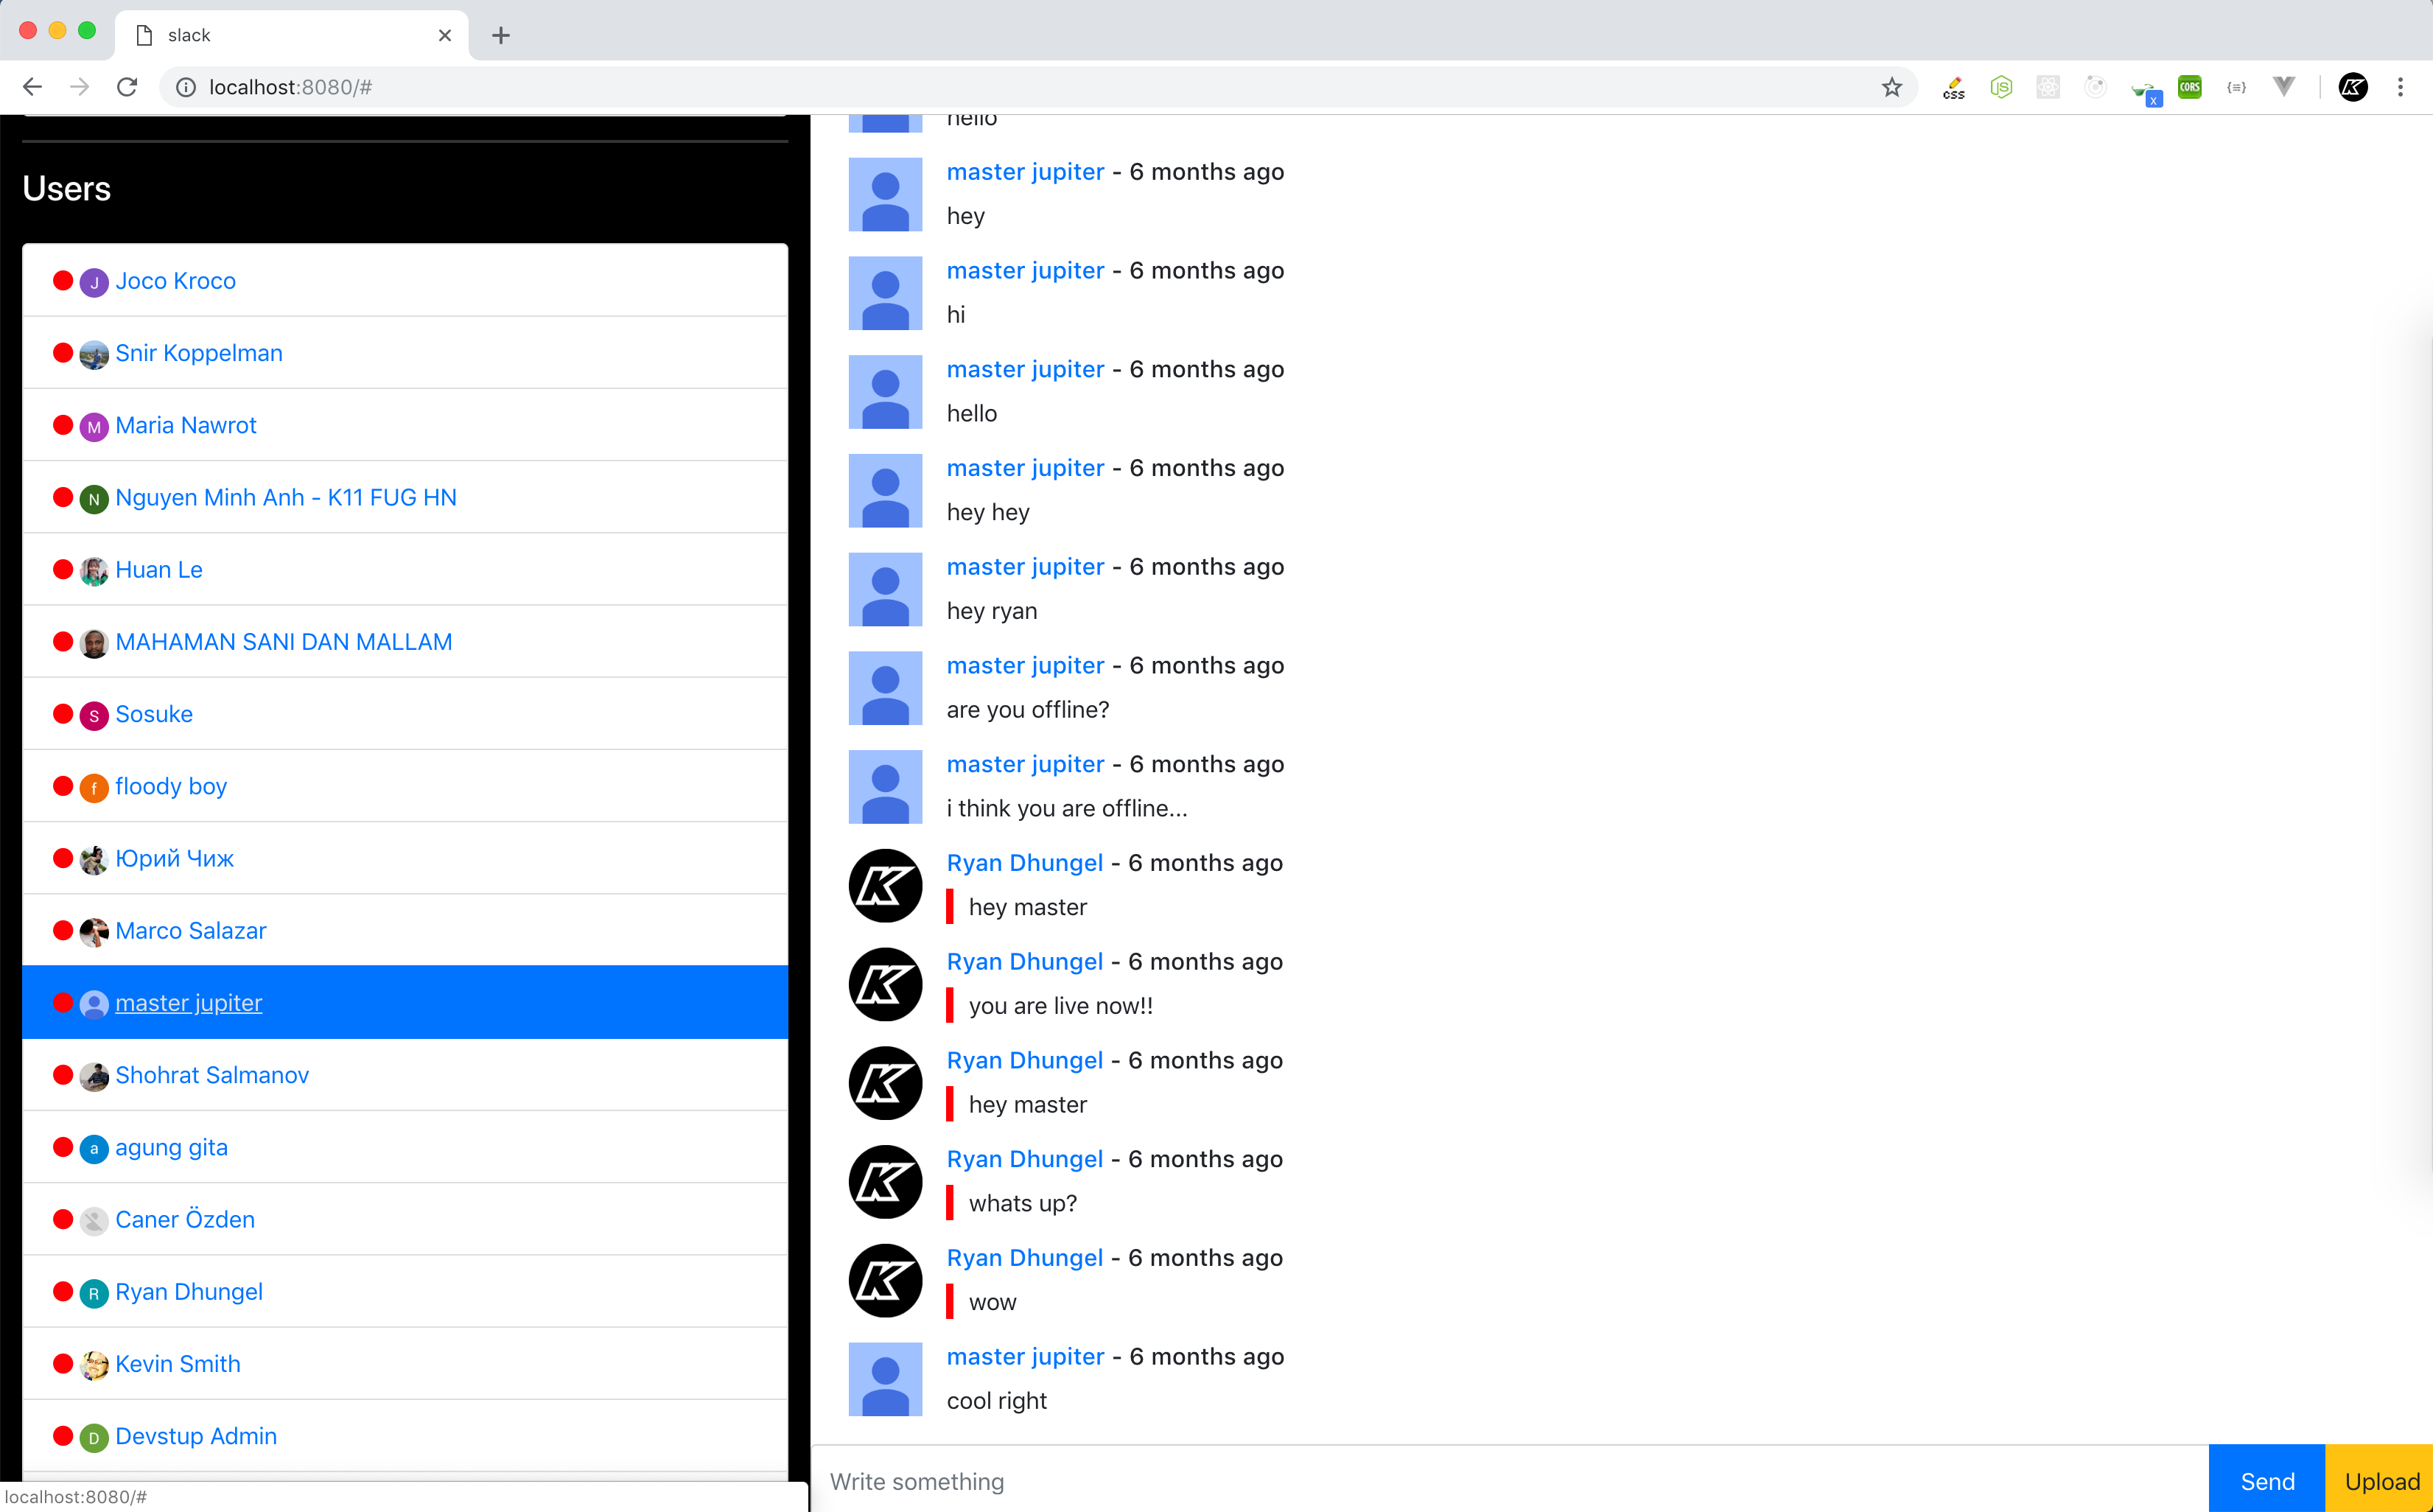 slack
localhost:8080/#
css
JS
x
CORS
{≡}
K
Users
J Joco Kroco
Snir Koppelman
M Maria Nawrot
N Nguyen Minh Anh - K11 FUG HN
Huan Le
MAHAMAN SANI DAN MALLAM
S Sosuke
f floody boy
Юрий Чиж
Marco Salazar
master jupiter
Shohrat Salmanov
a agung gita
Caner Özden
R Ryan Dhungel
Kevin Smith
D Devstup Admin
localhost:8080/#
hello
master jupiter - 6 months ago
hey
master jupiter - 6 months ago
hi
master jupiter - 6 months ago
hello
master jupiter - 6 months ago
hey hey
master jupiter - 6 months ago
hey ryan
master jupiter - 6 months ago
are you offline?
master jupiter - 6 months ago
i think you are offline...
K Ryan Dhungel - 6 months ago
hey master
K Ryan Dhungel - 6 months ago
you are live now!!
K Ryan Dhungel - 6 months ago
hey master
K Ryan Dhungel - 6 months ago
whats up?
K Ryan Dhungel - 6 months ago
wow
master jupiter - 6 months ago
cool right
Write something
Send
Upload